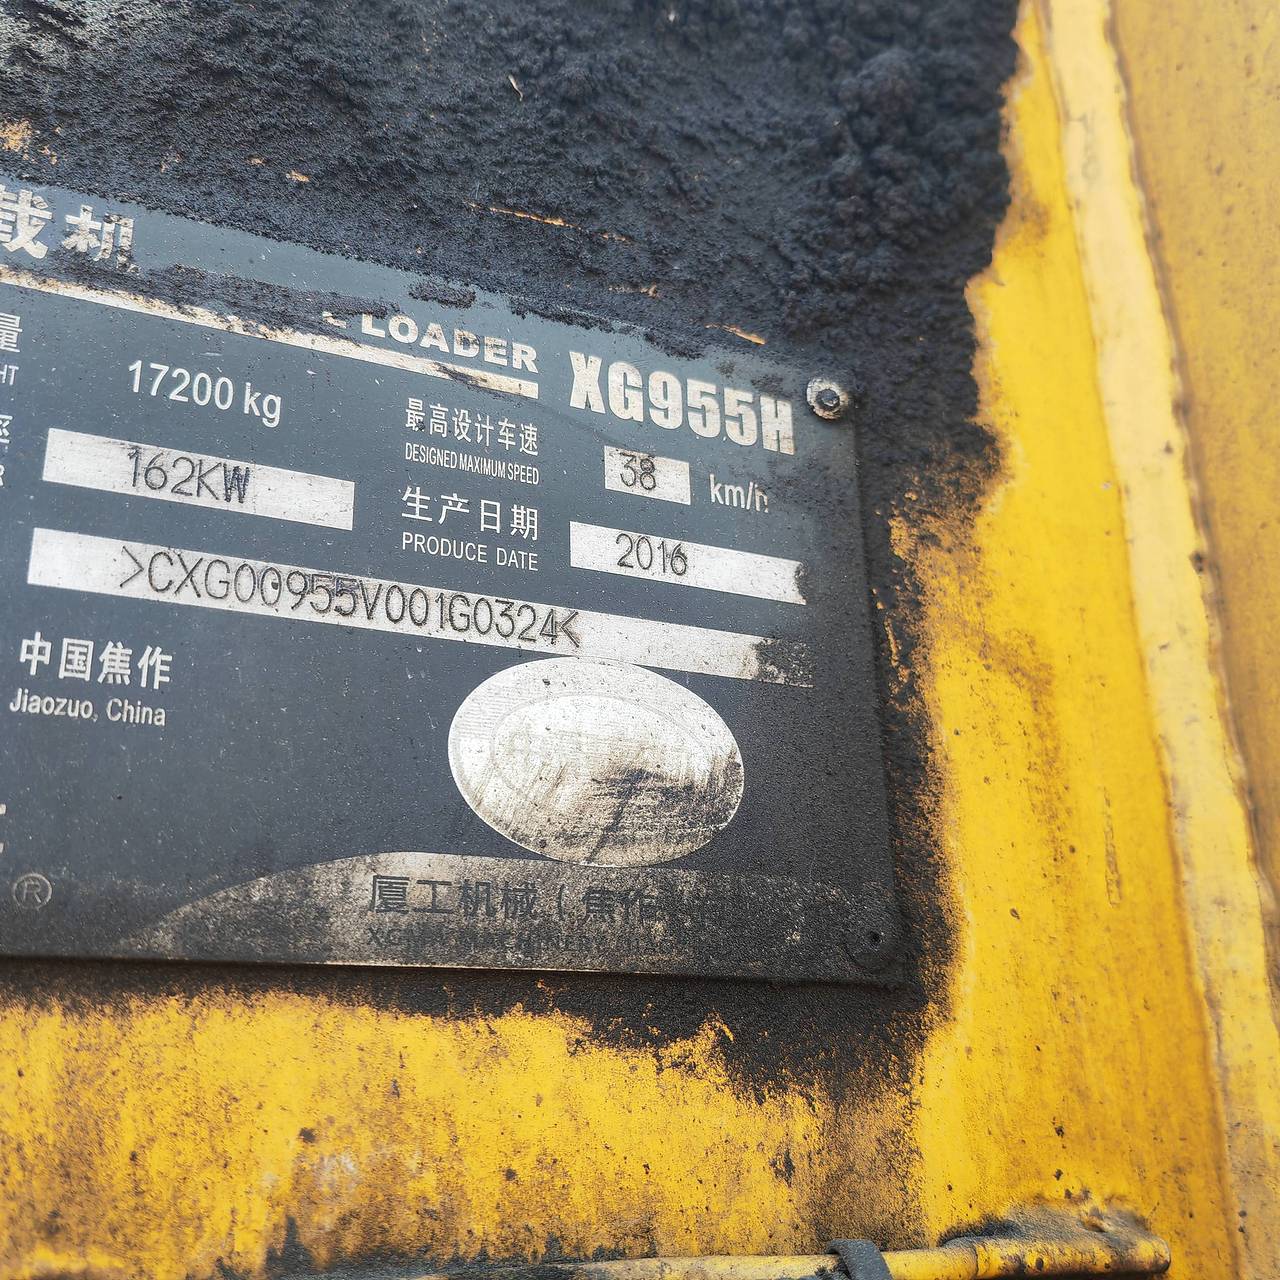 载机
LOADER XG955H
量
HT
17200 kg
最高设计车速
DESIGNED MAXIMUM SPEED
38 km/h
率
R
162KW
生产日期
PRODUCE DATE
2016
>CXG00955V001G0324<
中国焦作
Jiaozuo, China
®
厦工机械（焦作